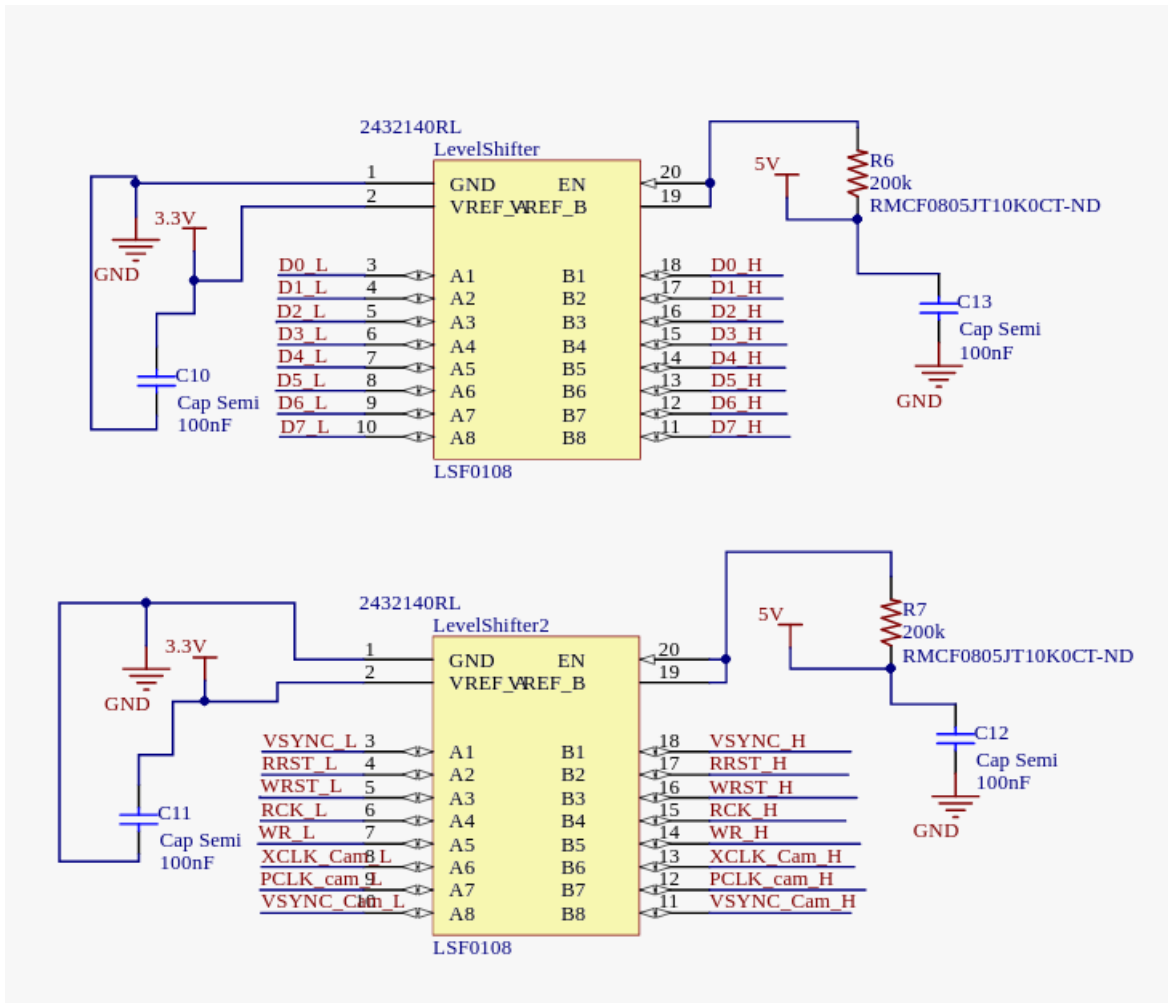 2432140RL
LevelShifter
1
2
GND
VREF_A
EN
VREF_B
20
19
3.3V
GND
5V
R6
200k
RMCF0805JT10K0CT-ND
D0_L 3 A1 B1 18 D0_H
D1_L 4 A2 B2 17 D1_H
D2_L 5 A3 B3 16 D2_H
D3_L 6 A4 B4 15 D3_H
D4_L 7 A5 B5 14 D4_H
D5_L 8 A6 B6 13 D5_H
D6_L 9 A7 B7 12 D6_H
D7_L 10 A8 B8 11 D7_H
C10
Cap Semi
100nF
C13
Cap Semi
100nF
GND
LSF0108
2432140RL
LevelShifter2
1
2
GND
VREF_A
EN
VREF_B
20
19
3.3V
GND
5V
R7
200k
RMCF0805JT10K0CT-ND
VSYNC_L 3 A1 B1 18 VSYNC_H
RRST_L 4 A2 B2 17 RRST_H
WRST_L 5 A3 B3 16 WRST_H
RCK_L 6 A4 B4 15 RCK_H
WR_L 7 A5 B5 14 WR_H
XCLK_Cam_L 8 A6 B6 13 XCLK_Cam_H
PCLK_cam_L 9 A7 B7 12 PCLK_cam_H
VSYNC_Cam_L 10 A8 B8 11 VSYNC_Cam_H
C11
Cap Semi
100nF
C12
Cap Semi
100nF
GND
LSF0108